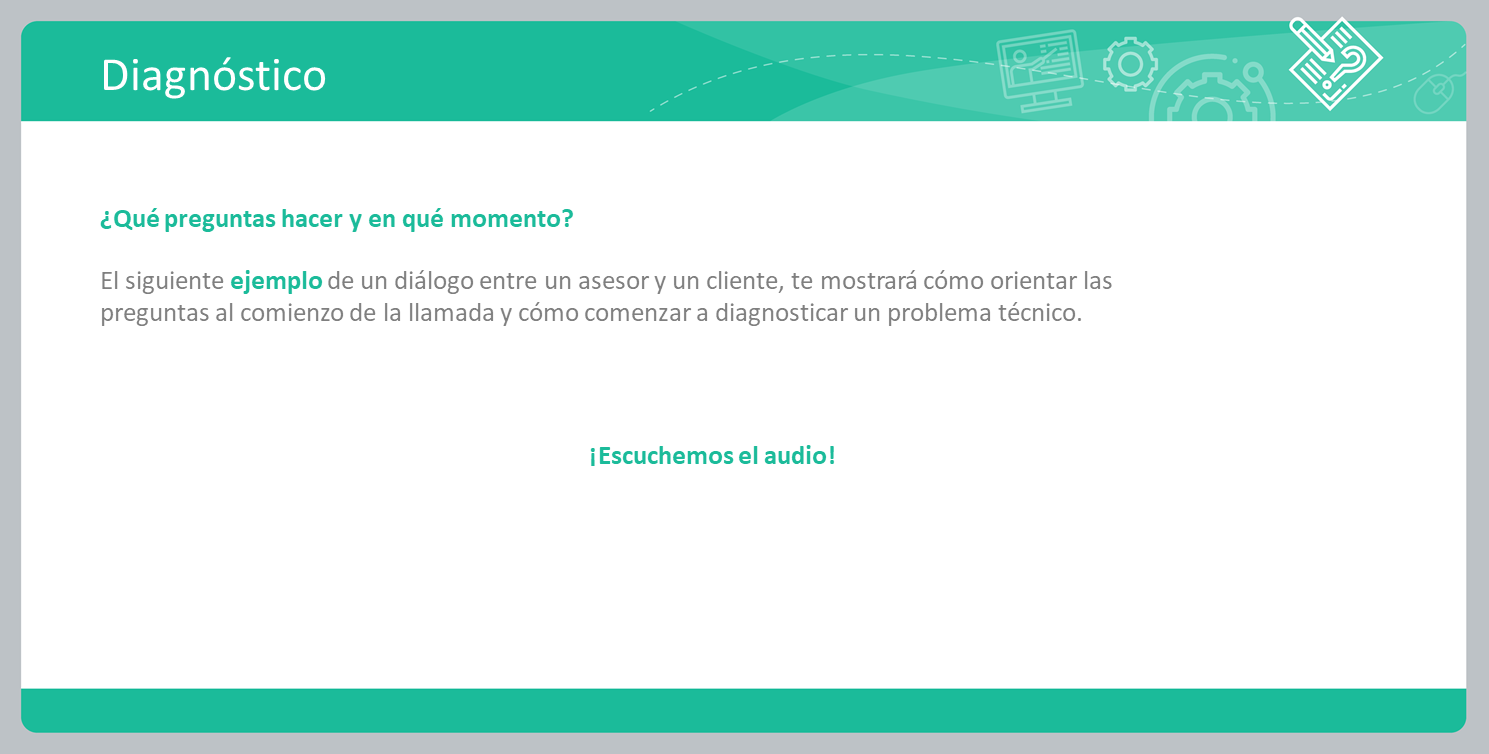 Diagnóstico
¿Qué preguntas hacer y en qué momento?
El siguiente ejemplo de un diálogo entre un asesor y un cliente, te mostrará cómo orientar las
preguntas al comienzo de la llamada y cómo comenzar a diagnosticar un problema técnico.
¡Escuchemos el audio!